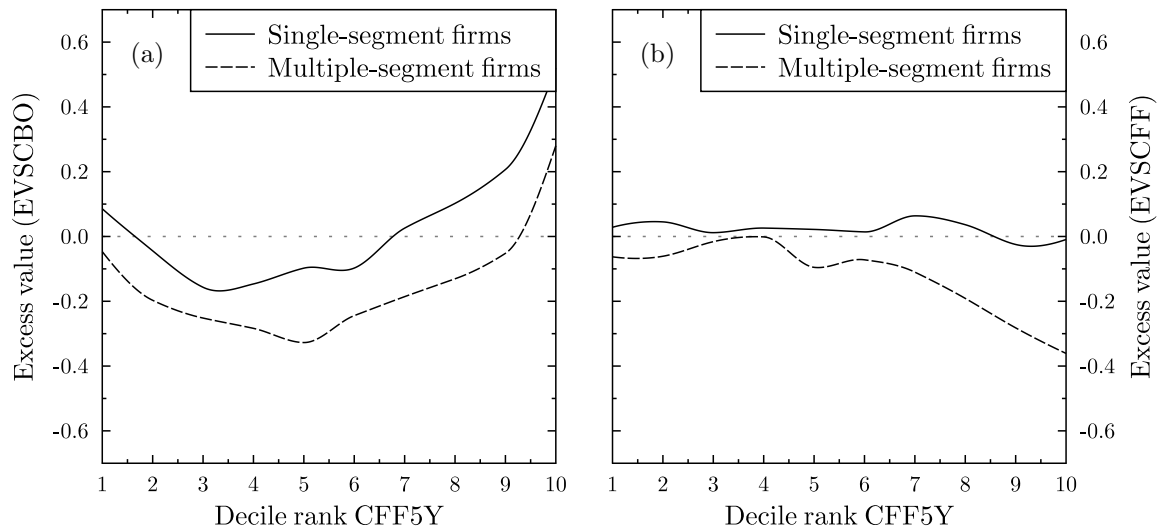 (a)
Single-segment firms
Multiple-segment firms
0.6
0.4
0.2
0.0
-0.2
-0.4
-0.6
Excess value (EVSCBO)
1 2 3 4 5 6 7 8 9 10
Decile rank CFF5Y
(b)
Single-segment firms
Multiple-segment firms
0.6
0.4
0.2
0.0
-0.2
-0.4
-0.6
Excess value (EVSCFF)
1 2 3 4 5 6 7 8 9 10
Decile rank CFF5Y